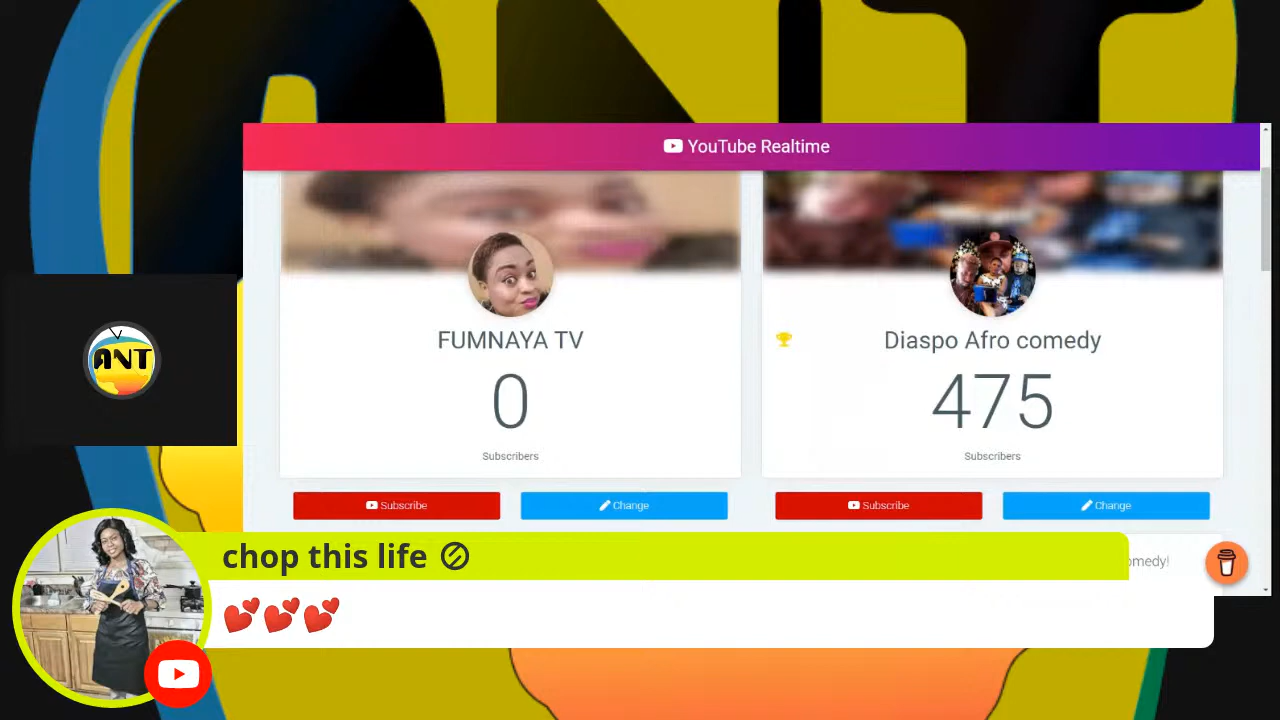 ANT
YouTube Realtime
FUMNAYA TV
0
Subscribers
Subscribe
Change
Diaspo Afro comedy
475
Subscribers
Subscribe
Change
omedy!
ANT
chop this life
💕💕💕